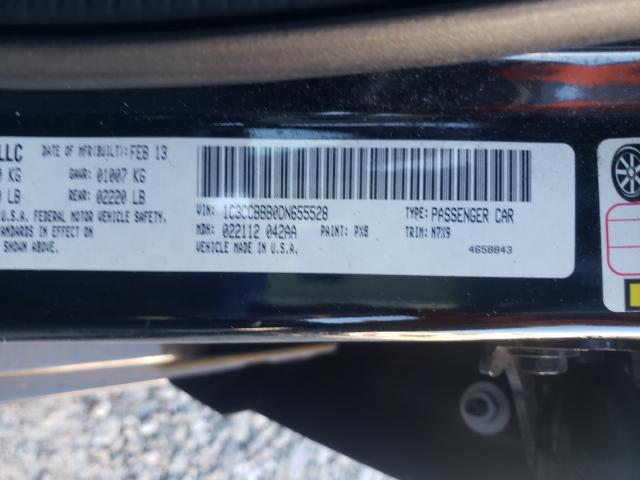 LLC DATE OF MFR(BUILT): FEB 13
KG GAWR: 01007 KG
LB REAR: 02220 LB
U.S.A. FEDERAL MOTOR VEHICLE SAFETY,
STANDARDS IN EFFECT ON
SHOWN ABOVE.
VIN: 1C3CCBBB0DN655528 TYPE: PASSENGER CAR
MDH: 022112 042AA PAINT: PX8 TRIM: N7X9
VEHICLE MADE IN U.S.A. 4658843